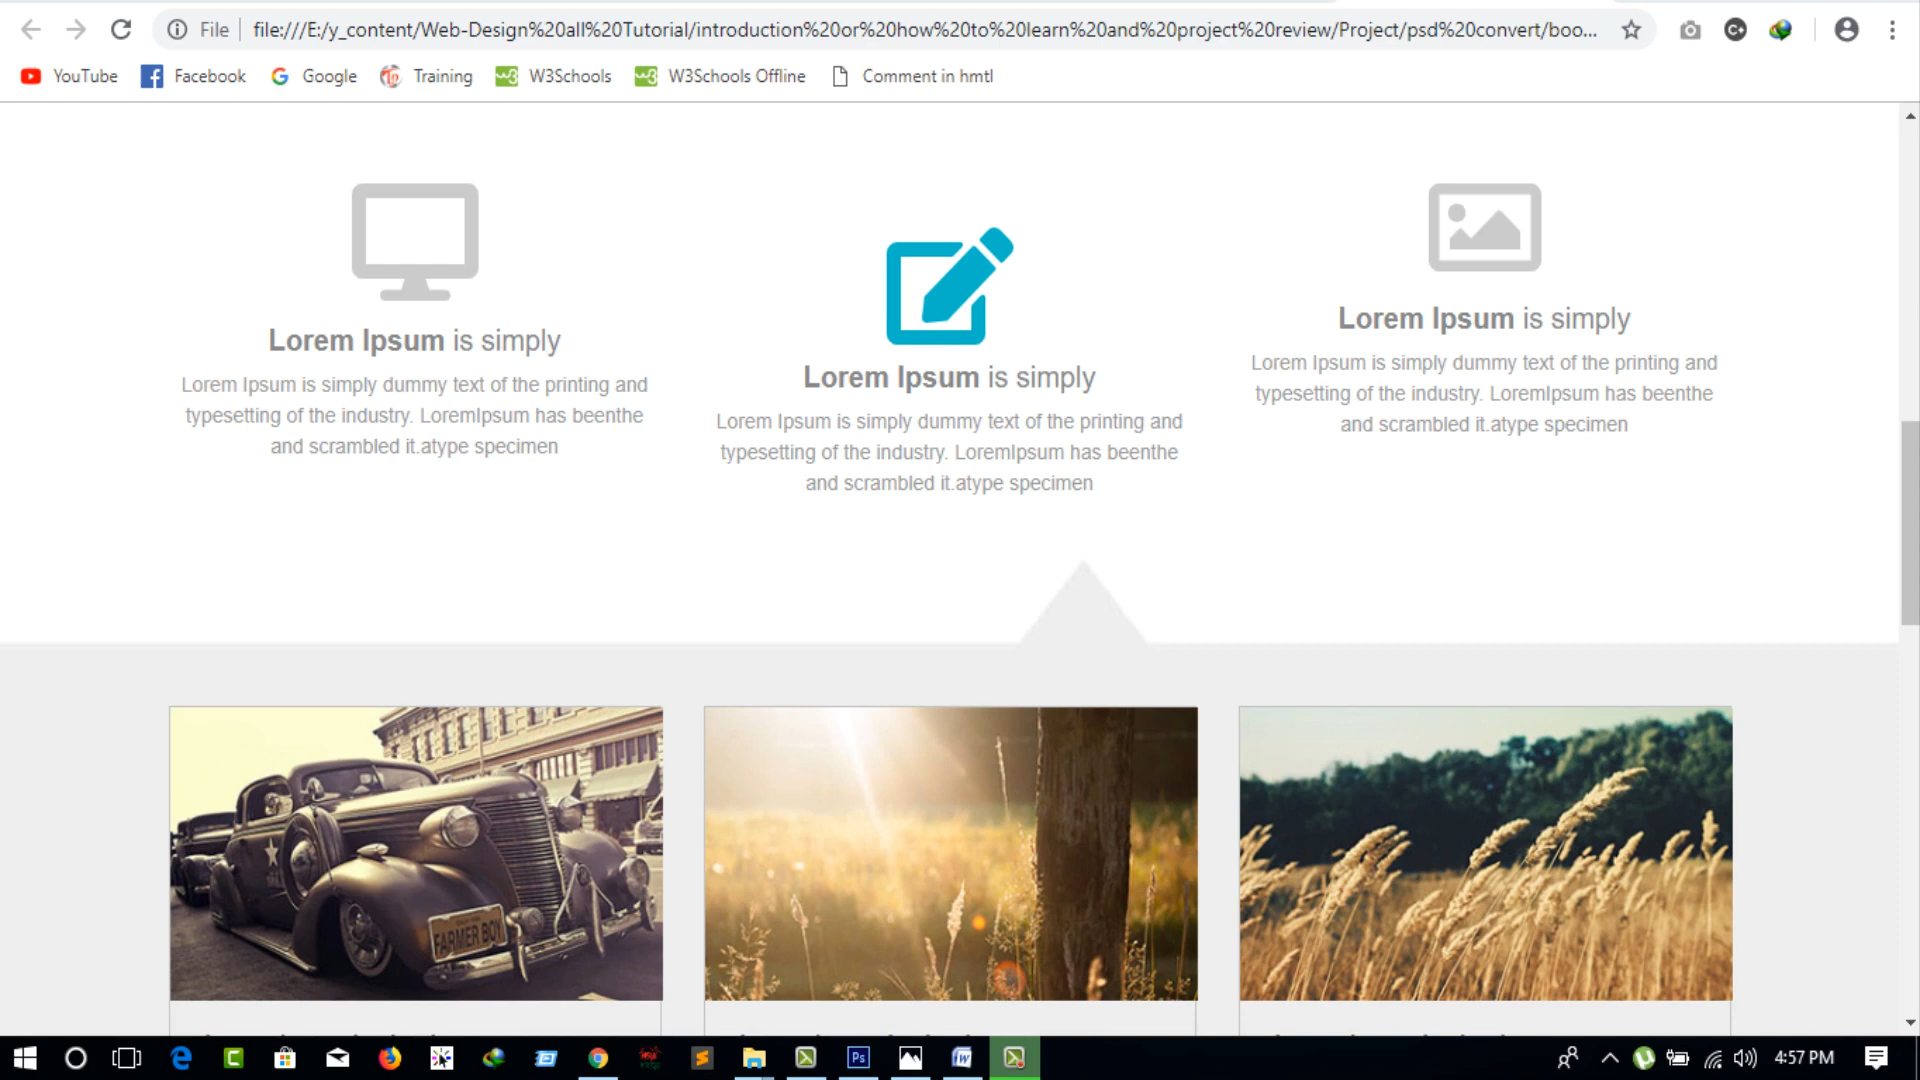 File
file:///E:/y_content/Web-Design%20all%20Tutorial/introduction%20or%20how%20to%20learn%20and%20project%20review/Project/psd%20convert/boo...
YouTube
Facebook
Google
Training
W3Schools
W3Schools Offline
Comment in hmtl
Lorem Ipsum is simply
Lorem Ipsum is simply dummy text of the printing and
typesetting of the industry. LoremIpsum has beenthe
and scrambled it.atype specimen
Lorem Ipsum is simply
Lorem Ipsum is simply dummy text of the printing and
typesetting of the industry. LoremIpsum has beenthe
and scrambled it.atype specimen
Lorem Ipsum is simply
Lorem Ipsum is simply dummy text of the printing and
typesetting of the industry. LoremIpsum has beenthe
and scrambled it.atype specimen
FARMER BOY
Ps
4:57 PM